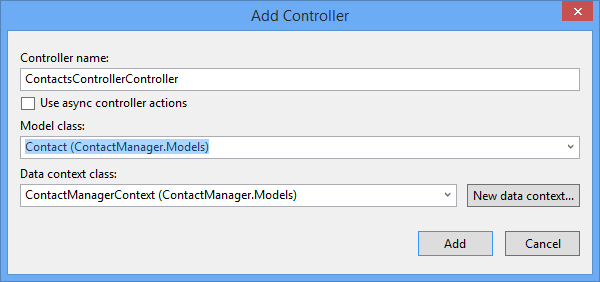 Add Controller
Controller name:
ContactsControllerController
Use async controller actions
Model class:
Contact (ContactManager.Models)
Data context class:
ContactManagerContext (ContactManager.Models)
New data context...
Add
Cancel